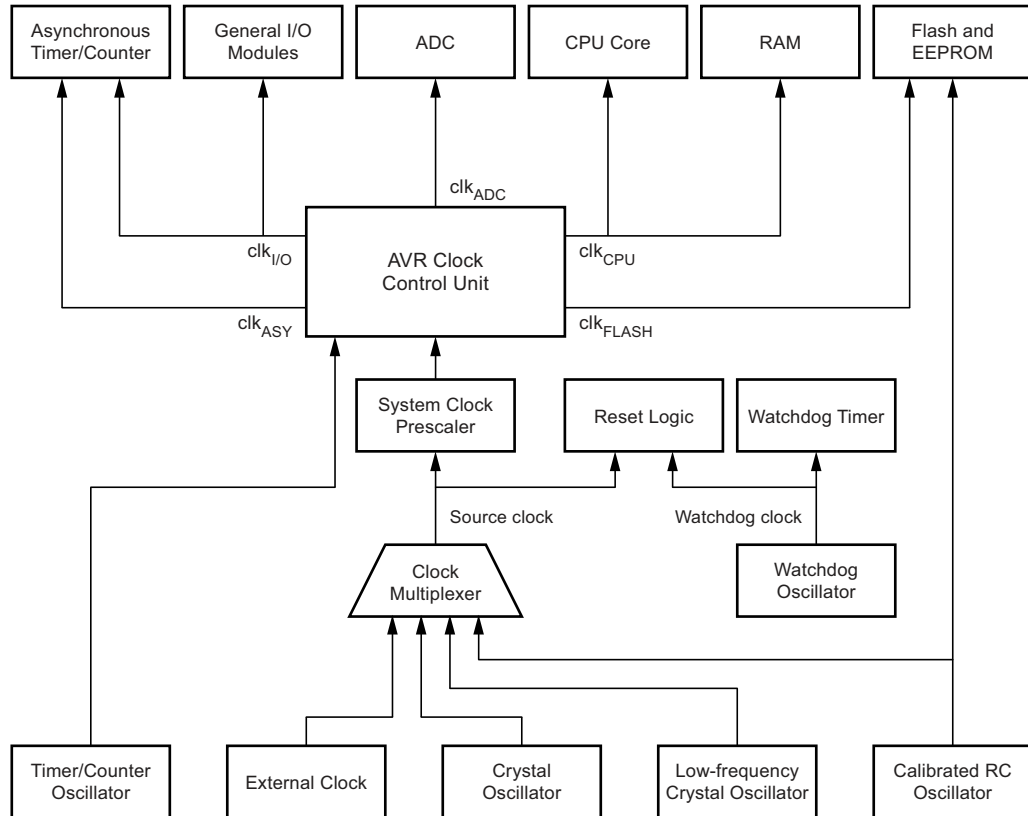 Asynchronous
Timer/Counter
General I/O
Modules
ADC
CPU Core
RAM
Flash and
EEPROM
clkADC
clkI/O
AVR Clock
Control Unit
clkCPU
clkASY
clkFLASH
System Clock
Prescaler
Reset Logic
Watchdog Timer
Source clock
Watchdog clock
Clock
Multiplexer
Watchdog
Oscillator
Timer/Counter
Oscillator
External Clock
Crystal
Oscillator
Low-frequency
Crystal Oscillator
Calibrated RC
Oscillator